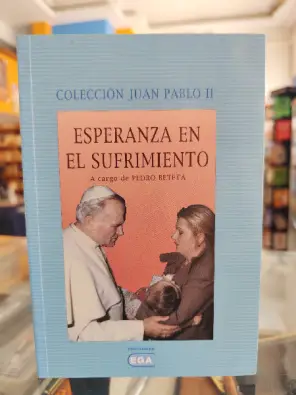 COLECCIÓN JUAN PABLO II
ESPERANZA EN
EL SUFRIMIENTO
A cargo de PEDRO BETETA
EGA